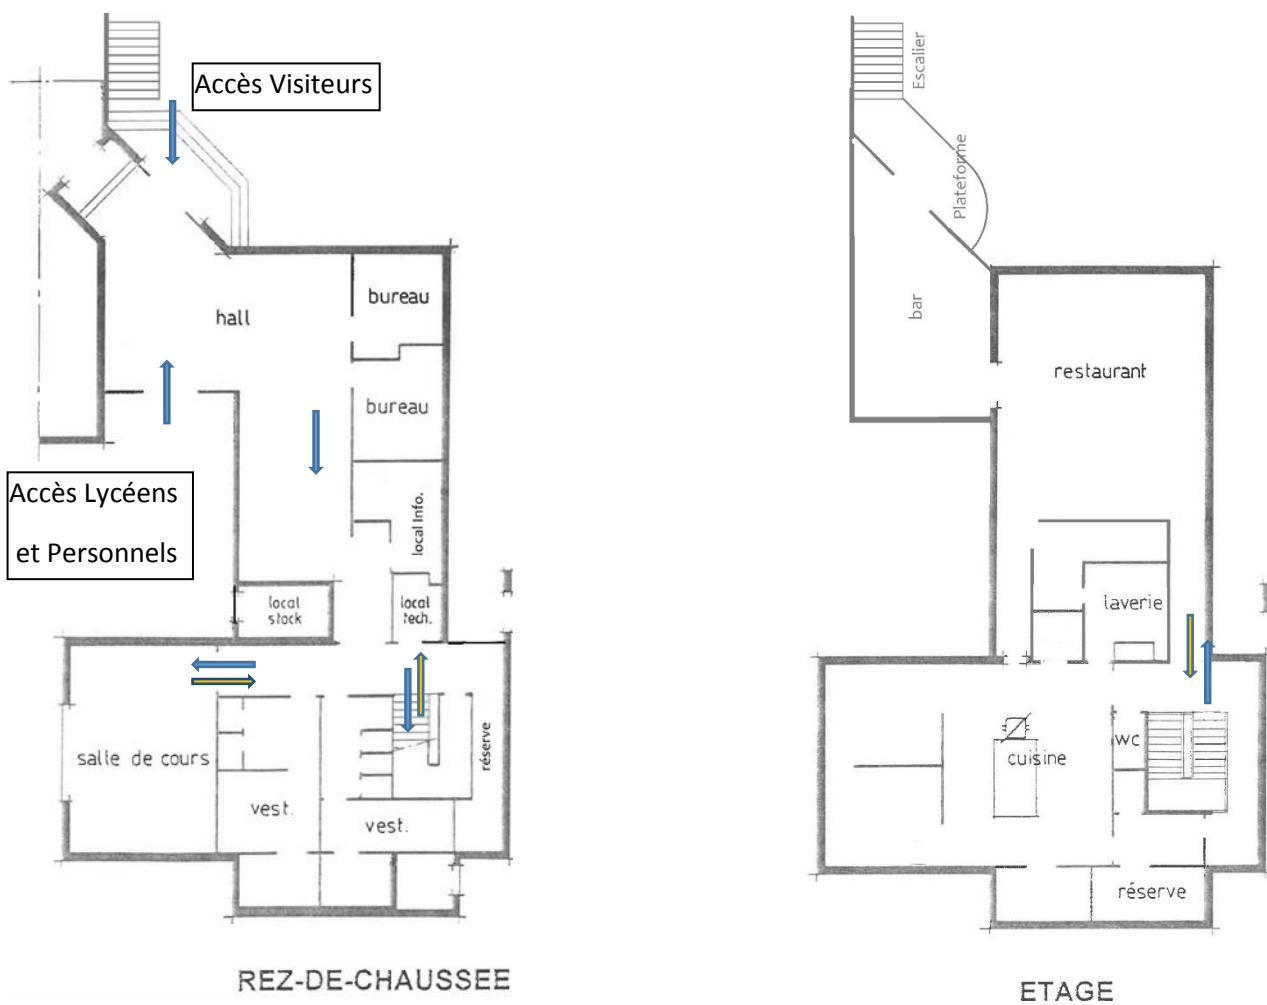 Accès Visiteurs
bureau
hall
bureau
Accès Lycéens
et Personnels
local Info.
local
stock
local
tech.
salle de cours
réserve
vest.
vest.
REZ-DE-CHAUSSEE
Escalier
Plateforme
bar
restaurant
laverie
wc
cuisine
réserve
ETAGE